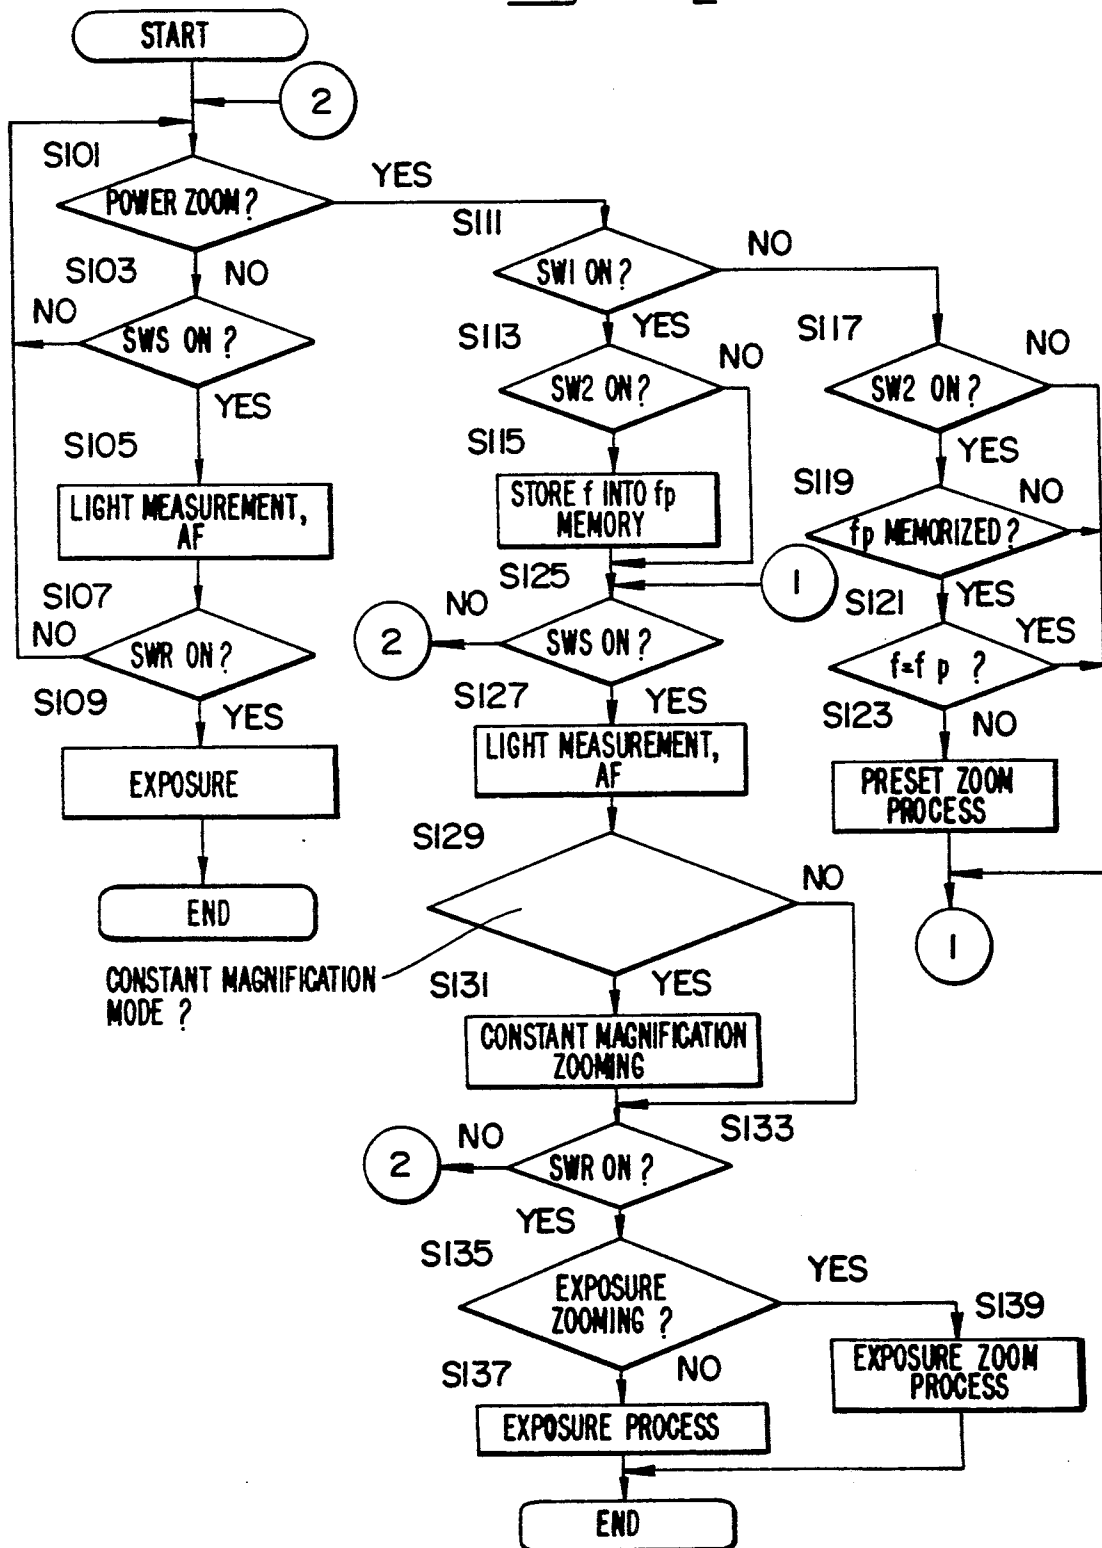 START
2
S101
POWER ZOOM?
YES
NO
S103
SWS ON?
NO
YES
S105
LIGHT MEASUREMENT,
AF
S107
SWR ON?
NO
YES
S109
EXPOSURE
END
S111
SW1 ON?
NO
YES
S113
SW2 ON?
NO
S115
STORE f INTO fp
MEMORY
S117
SW2 ON?
NO
YES
S119
fp MEMORIZED?
NO
YES
S121
f=fp ?
YES
NO
S123
PRESET ZOOM
PROCESS
1
1
S125
SWS ON?
NO
2
YES
S127
LIGHT MEASUREMENT,
AF
S129
CONSTANT MAGNIFICATION
MODE ?
NO
YES
S131
CONSTANT MAGNIFICATION
ZOOMING
S133
SWR ON?
NO
2
YES
S135
EXPOSURE
ZOOMING ?
YES
NO
S137
EXPOSURE PROCESS
S139
EXPOSURE ZOOM
PROCESS
END